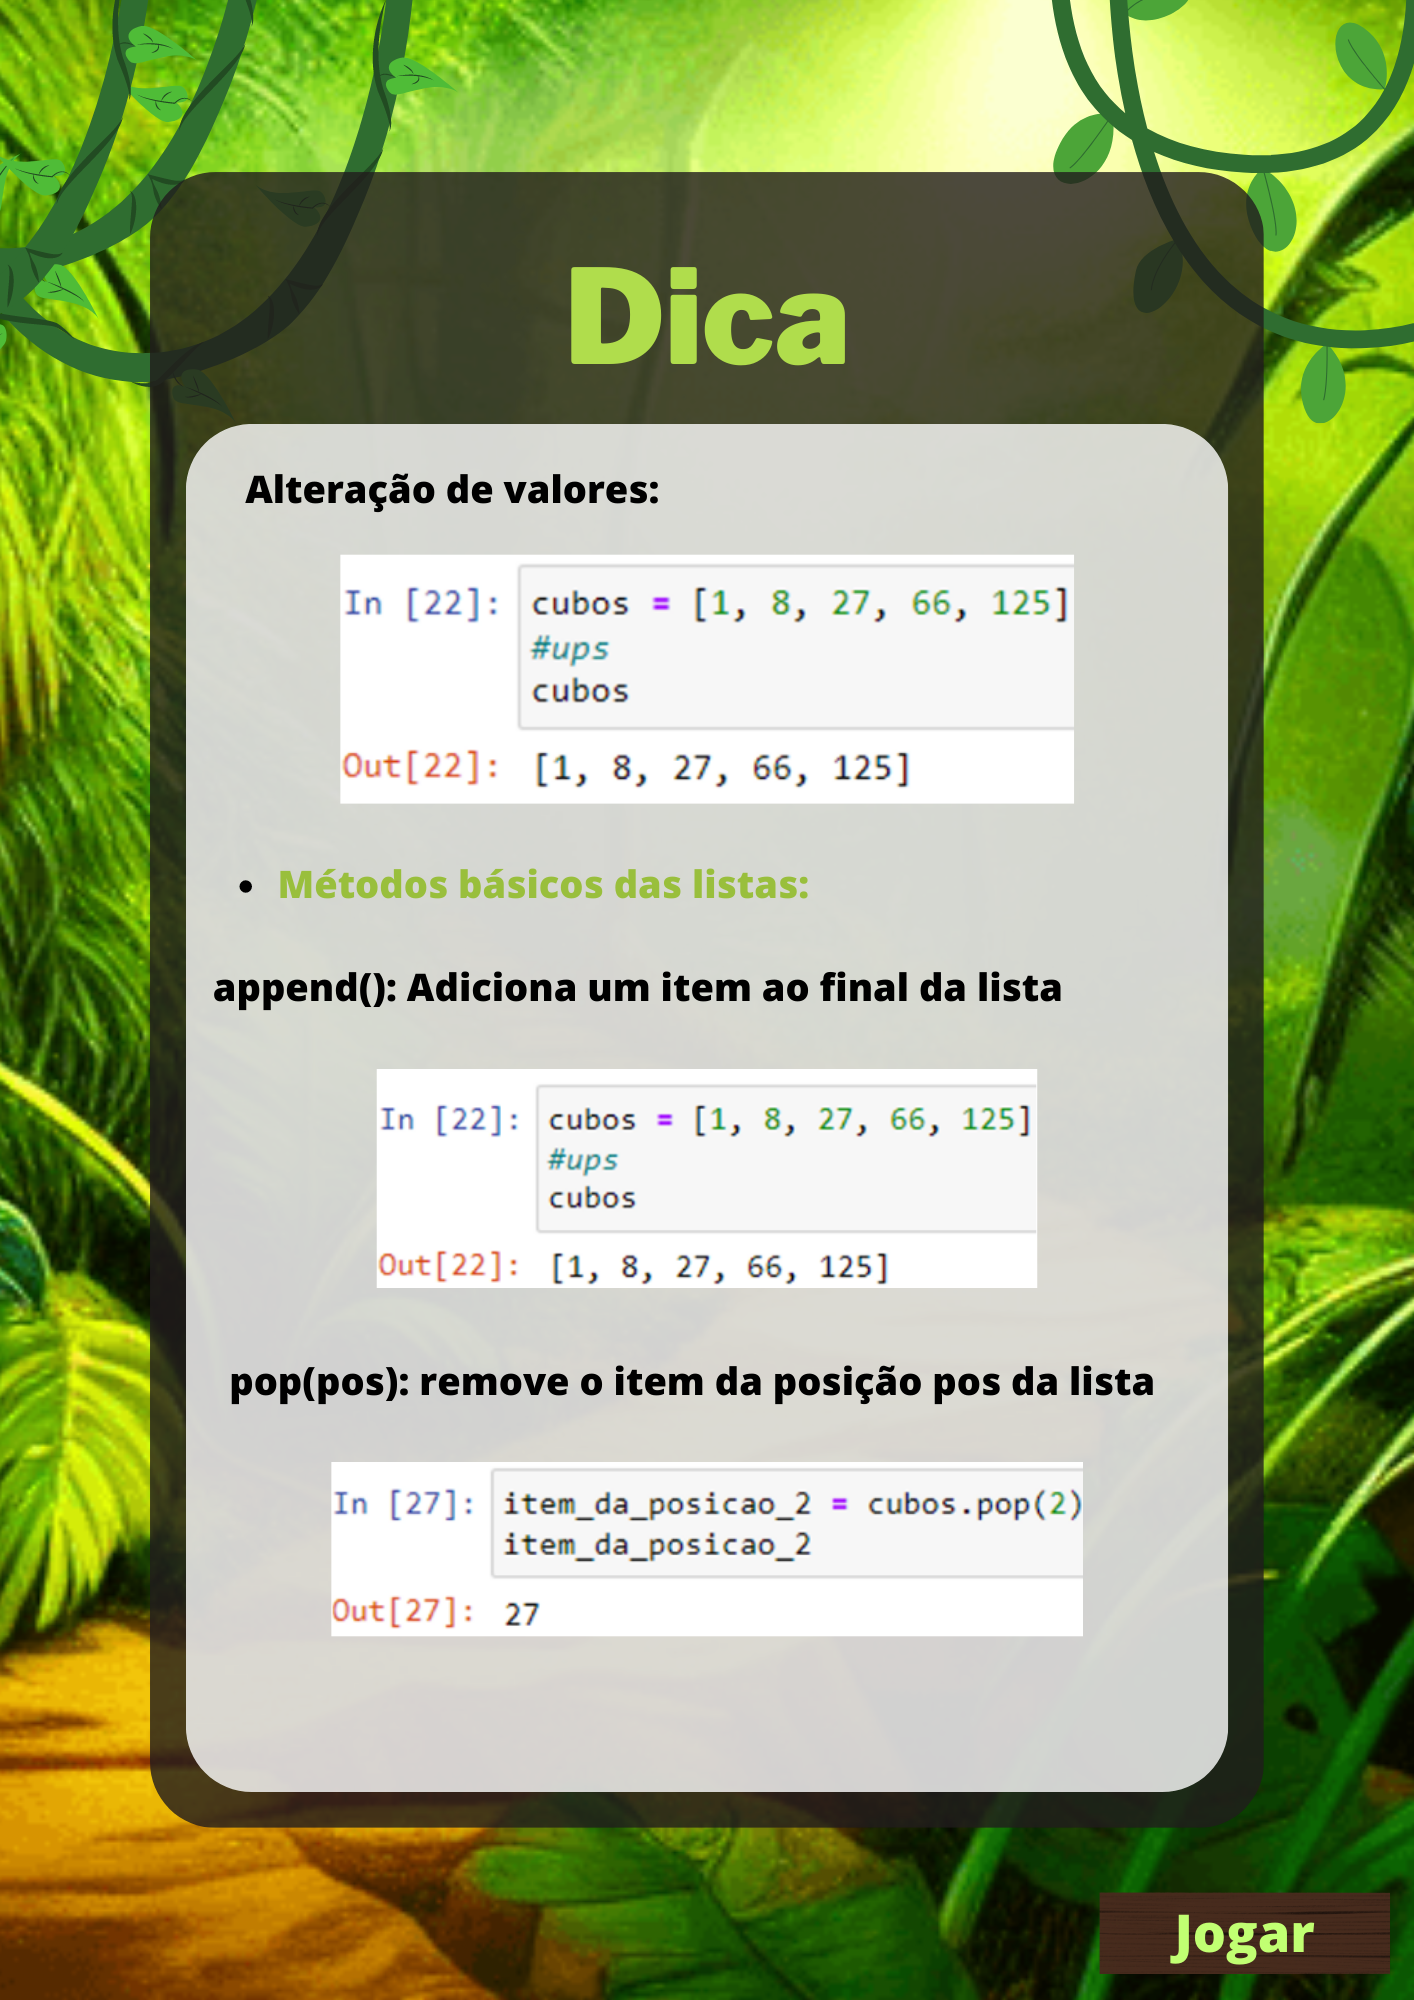 Dica
Alteração de valores:
In [22]: cubos = [1, 8, 27, 66, 125]
#ups
cubos
Out[22]: [1, 8, 27, 66, 125]
• Métodos básicos das listas:
append(): Adiciona um item ao final da lista
In [22]: cubos = [1, 8, 27, 66, 125]
#ups
cubos
Out[22]: [1, 8, 27, 66, 125]
pop(pos): remove o item da posição pos da lista
In [27]: item_da_posicao_2 = cubos.pop(2)
item_da_posicao_2
Out[27]: 27
Jogar